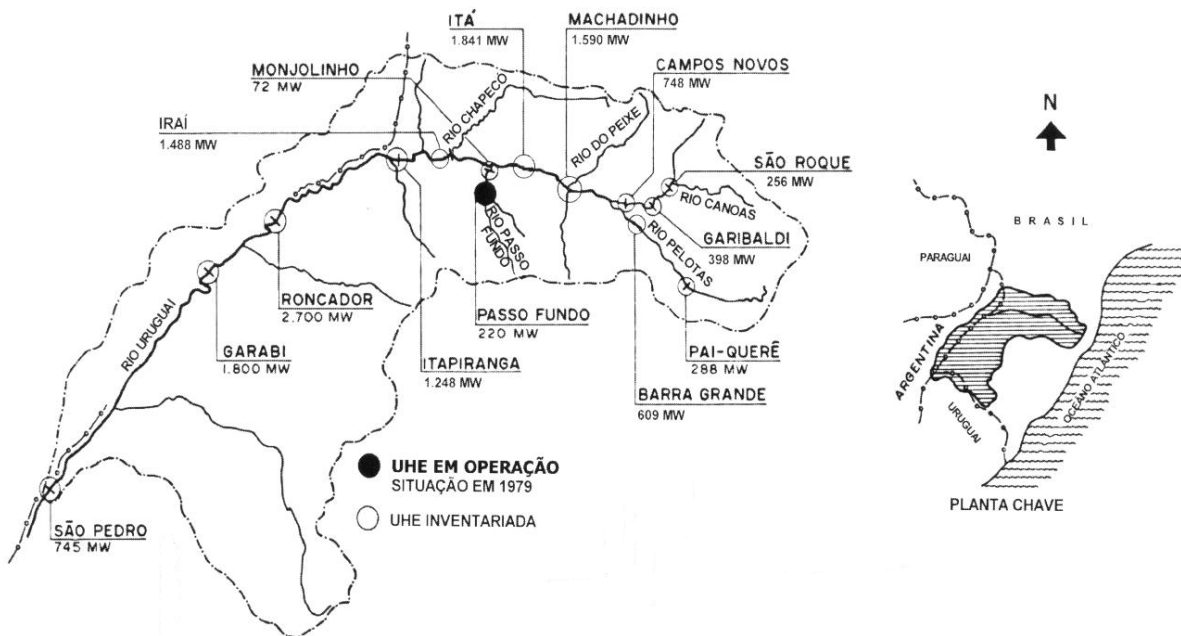 ITÁ
1.841 MW
MACHADINHO
1.590 MW
MONJOLINHO
72 MW
CAMPOS NOVOS
748 MW
IRAÍ
1.488 MW
RIO CHAPECÓ
RIO DO PEIXE
SÃO ROQUE
256 MW
RIO CANOAS
GARIBALDI
398 MW
RIO PASSO
FUNDO
RIO PELOTAS
RONCADOR
2.700 MW
PASSO FUNDO
220 MW
RIO URUGUAI
GARABI
1.800 MW
ITAPIRANGA
1.248 MW
PAI-QUERÊ
288 MW
BARRA GRANDE
609 MW
UHE EM OPERAÇÃO
SITUAÇÃO EM 1979
UHE INVENTARIADA
SÃO PEDRO
745 MW
N
BRASIL
PARAGUAI
ARGENTINA
URUGUAI
OCEANO ATLÂNTICO
PLANTA CHAVE